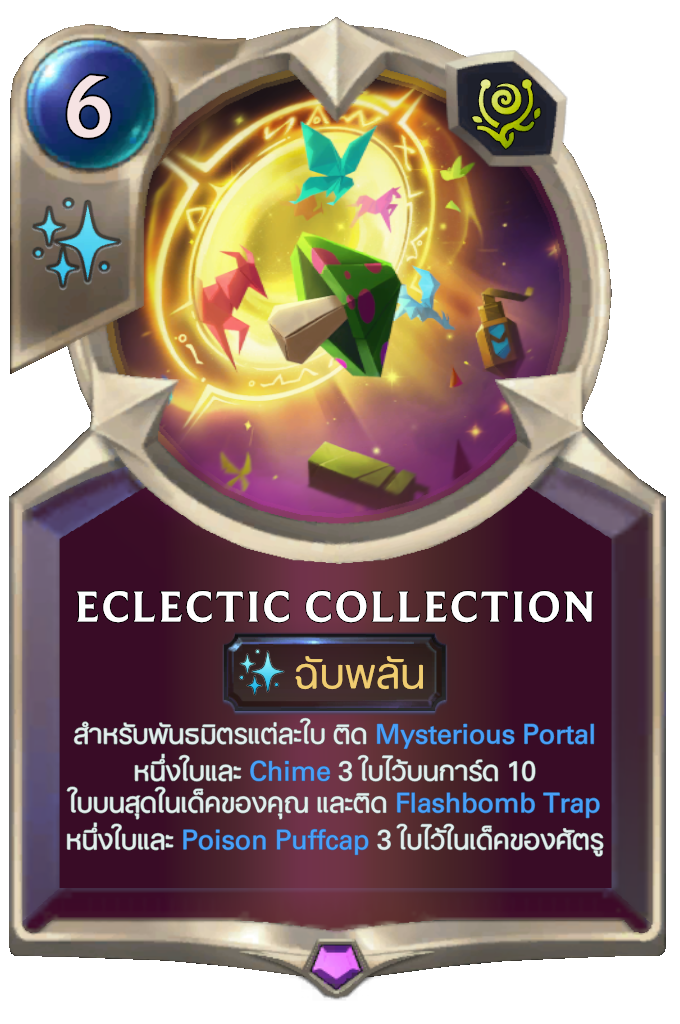 6
ECLECTIC COLLECTION
ฉับพลัน
สำหรับพันธมิตรแต่ละใบ ติด Mysterious Portal
หนึ่งใบและ Chime 3 ใบไว้บนการ์ด 10
ใบบนสุดในเด็คของคุณ และติด Flashbomb Trap
หนึ่งใบและ Poison Puffcap 3 ใบไว้ในเด็คของศัตรู